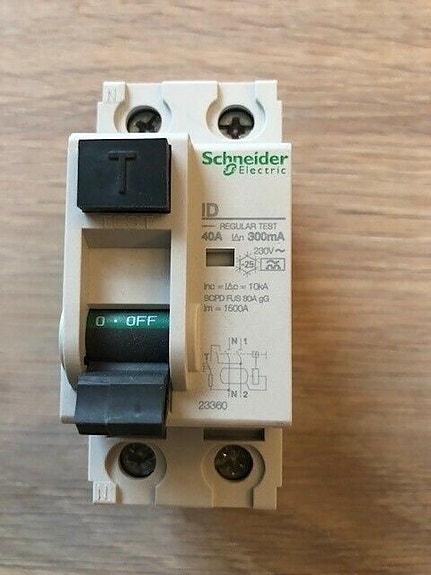 N
T
Schneider
Electric
ID
REGULAR TEST
40A IΔn 300mA
230V ~
-25
Inc = IΔc = 10kA
SCPD FUS 80A gG
Im = 1500A
0 · OFF
N 1
T
N 2
23360
N